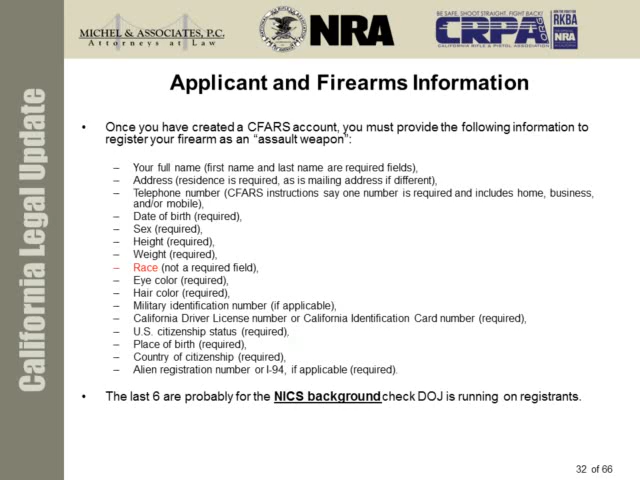 MICHEL & ASSOCIATES, P.C.
Attorneys at Law
NRA
BE SAFE, SHOOT STRAIGHT, FIGHT BACK!
CRPA.ORG
CALIFORNIA RIFLE & PISTOL ASSOCIATION
RKBA
NRA
California Legal Update
Applicant and Firearms Information
• Once you have created a CFARS account, you must provide the following information to
register your firearm as an “assault weapon”:
– Your full name (first name and last name are required fields),
– Address (residence is required, as is mailing address if different),
– Telephone number (CFARS instructions say one number is required and includes home, business,
and/or mobile),
– Date of birth (required),
– Sex (required),
– Height (required),
– Weight (required),
– Race (not a required field),
– Eye color (required),
– Hair color (required),
– Military identification number (if applicable),
– California Driver License number or California Identification Card number (required),
– U.S. citizenship status (required).
– Place of birth (required),
– Country of citizenship (required),
– Alien registration number or I-94, if applicable (required).
• The last 6 are probably for the NICS background check DOJ is running on registrants.
32 of 66